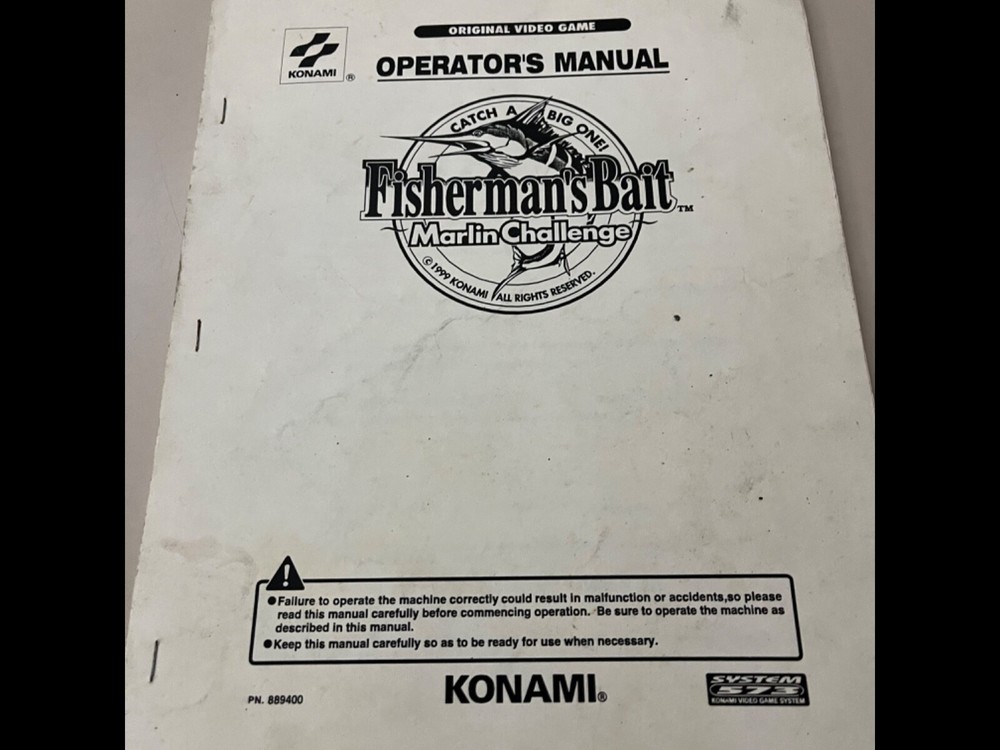 ORIGINAL VIDEO GAME
KONAMI ®
OPERATOR'S MANUAL
CATCH A BIG ONE!
Fisherman's Bait TM
Marlin Challenge
© 1999 KONAMI ALL RIGHTS RESERVED.
!
●Failure to operate the machine correctly could result in malfunction or accidents,so please
read this manual carefully before commencing operation. Be sure to operate the machine as
described in this manual.
●Keep this manual carefully so as to be ready for use when necessary.
PN. 889400
KONAMI®
SYSTEM
573
KONAMI VIDEO GAME SYSTEM